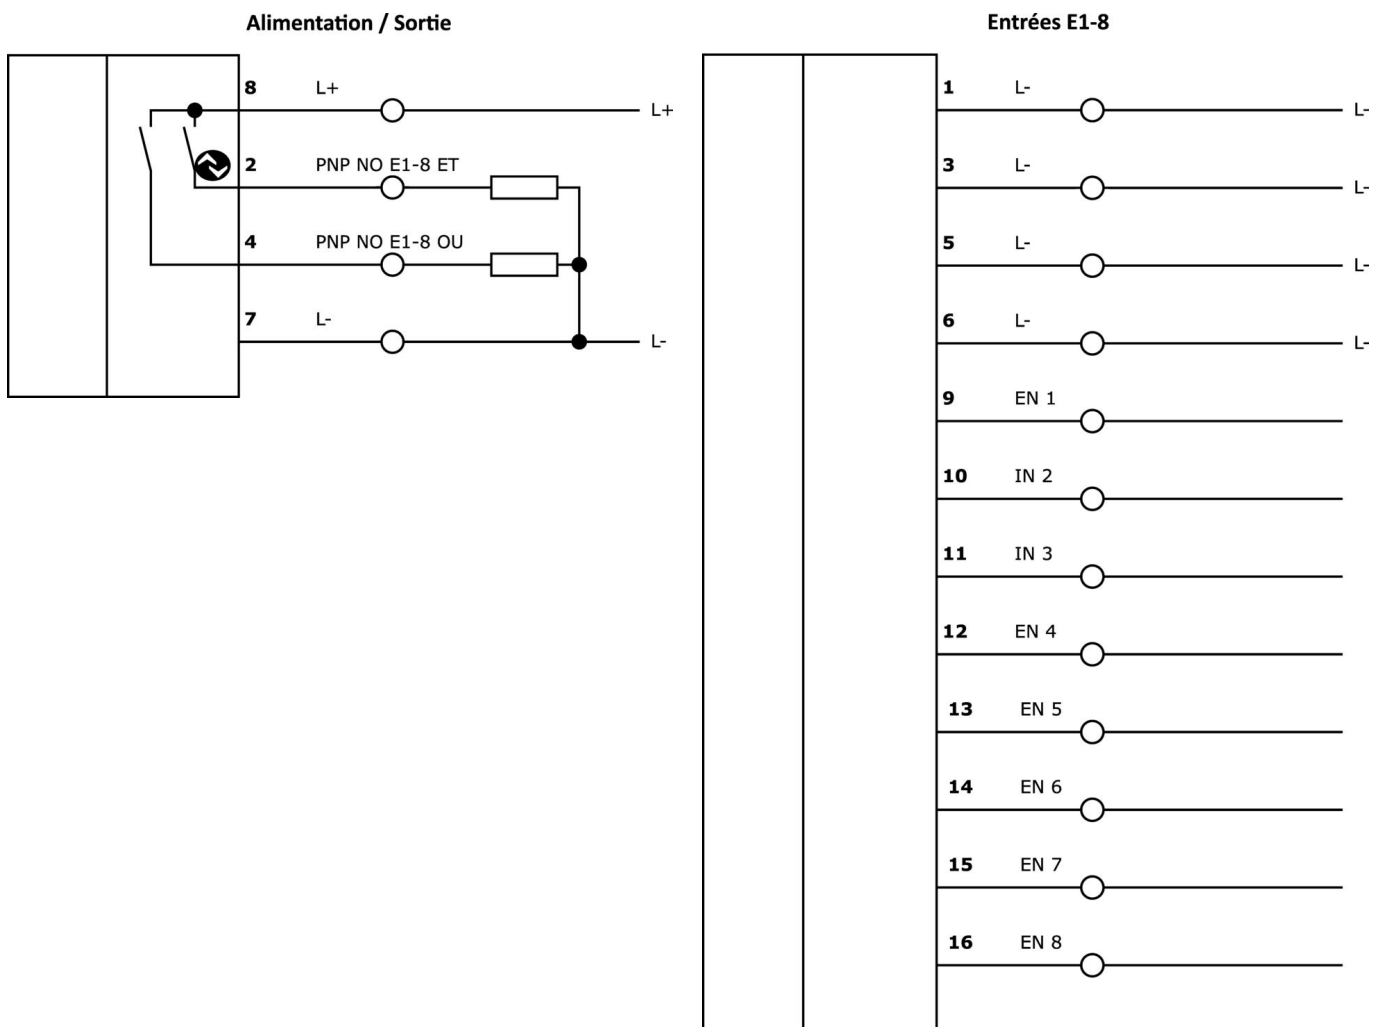 Alimentation / Sortie
8 L+
L+
2 PNP NO E1-8 ET
4 PNP NO E1-8 OU
7 L-
L-
Entrées E1-8
1 L-
L-
3 L-
L-
5 L-
L-
6 L-
L-
9 EN 1
10 IN 2
11 IN 3
12 EN 4
13 EN 5
14 EN 6
15 EN 7
16 EN 8